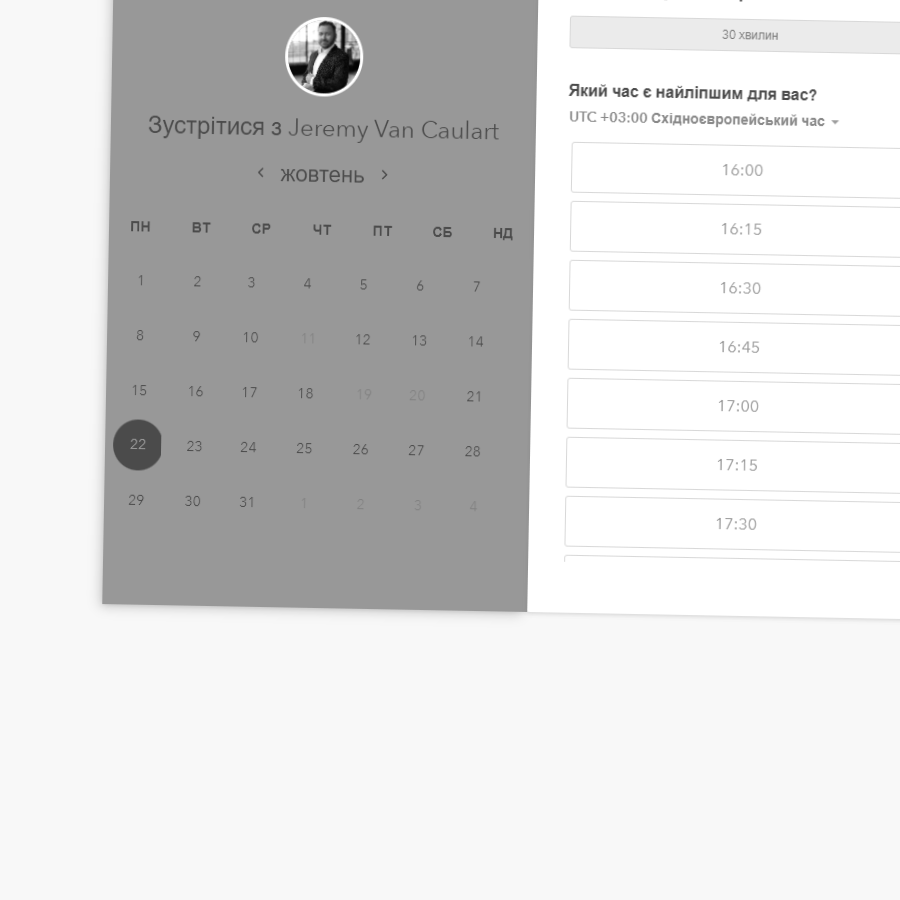 Зустрітися з Jeremy Van Caulart
жовтень
ПН ВТ СР ЧТ ПТ СБ НД
1 2 3 4 5 6 7
8 9 10 11 12 13 14
15 16 17 18 19 20 21
22 23 24 25 26 27 28
29 30 31 1 2 3 4
30 хвилин
Який час є найліпшим для вас?
UTC +03:00 Східноєвропейський час
16:00
16:15
16:30
16:45
17:00
17:15
17:30